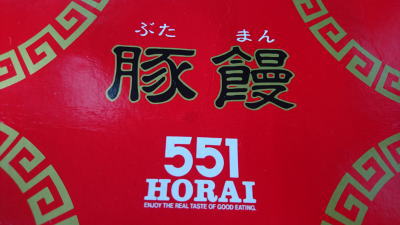 ぶた まん
豚饅
551
HORAI
ENJOY THE REAL TASTE OF GOOD EATING.